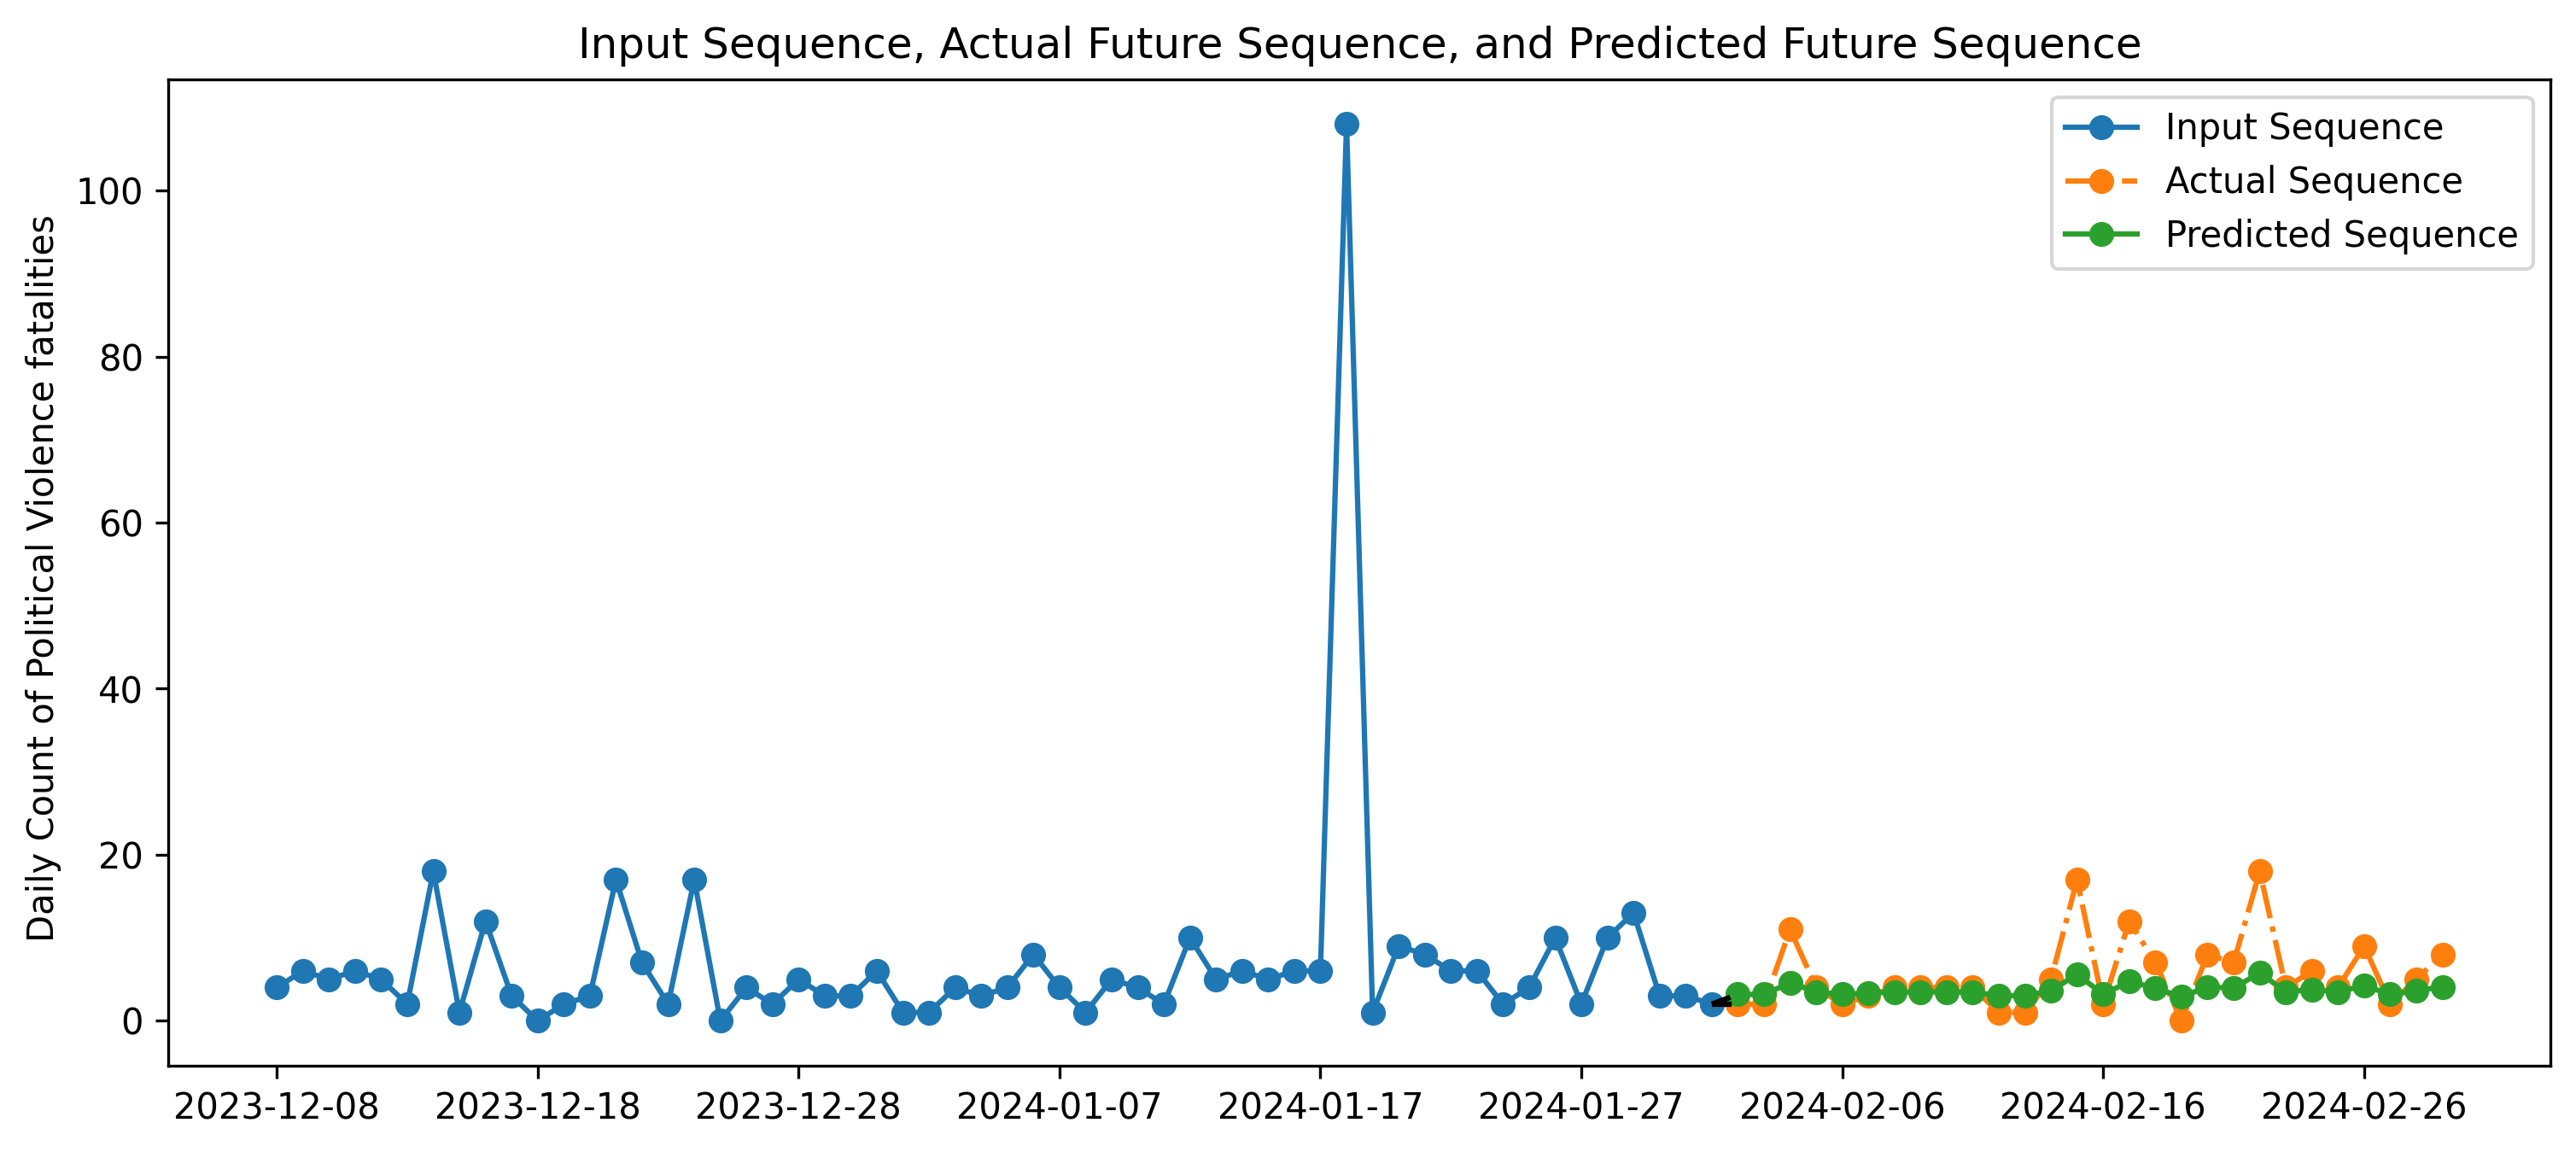 Input Sequence, Actual Future Sequence, and Predicted Future Sequence
Input Sequence
Actual Sequence
Predicted Sequence
Daily Count of Political Violence fatalities
100
80
60
40
20
0
2023-12-08 2023-12-18 2023-12-28 2024-01-07 2024-01-17 2024-01-27 2024-02-06 2024-02-16 2024-02-26